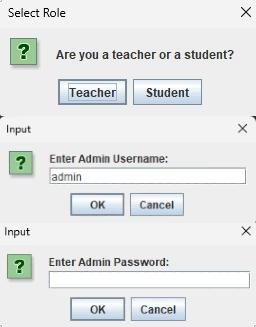 Select Role
Are you a teacher or a student?
Teacher Student
Input
Enter Admin Username:
admin
OK Cancel
Input
Enter Admin Password:
OK Cancel